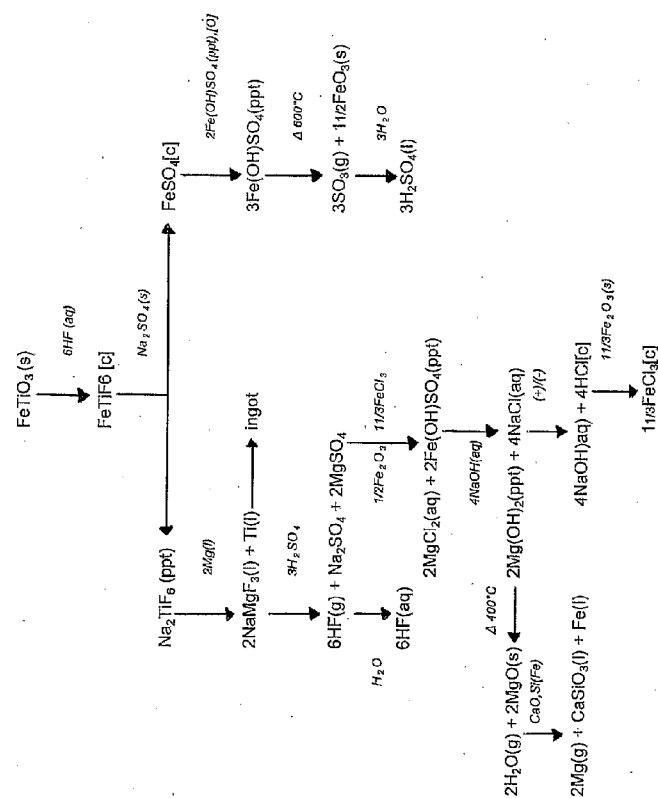 FeTiO₃(s)
6HF(aq)
FeTiF6[c]
Na₂SO₄(s)
Na₂TiF₆(ppt)
FeSO₄[c]
2Mg(l)
2Fe(OH)SO₄(ppt),[O]
2NaMgF₃(l) + Ti(l)
ingot
3Fe(OH)SO₄(ppt)
3H₂SO₄
Δ 600°C
6HF(g) + Na₂SO₄ + 2MgSO₄
3SO₃(g) + 11/2FeO₃(s)
H₂O
1/2Fe₂O₃
11/3FeCl₃
3H₂O
6HF(aq)
2MgCl₂(aq) + 2Fe(OH)SO₄(ppt)
3H₂SO₄(l)
4NaOH(aq)
Δ 400°C
2H₂O(g) + 2MgO(s)
2Mg(OH)₂(ppt) + 4NaCl(aq)
CaO,Si(Fe)
(+)/(-)
2Mg(g) + CaSiO₃(l) + Fe(l)
4NaOH)aq) + 4HCl[c]
11/3Fe₂O₃(s)
11/3FeCl₃[c]